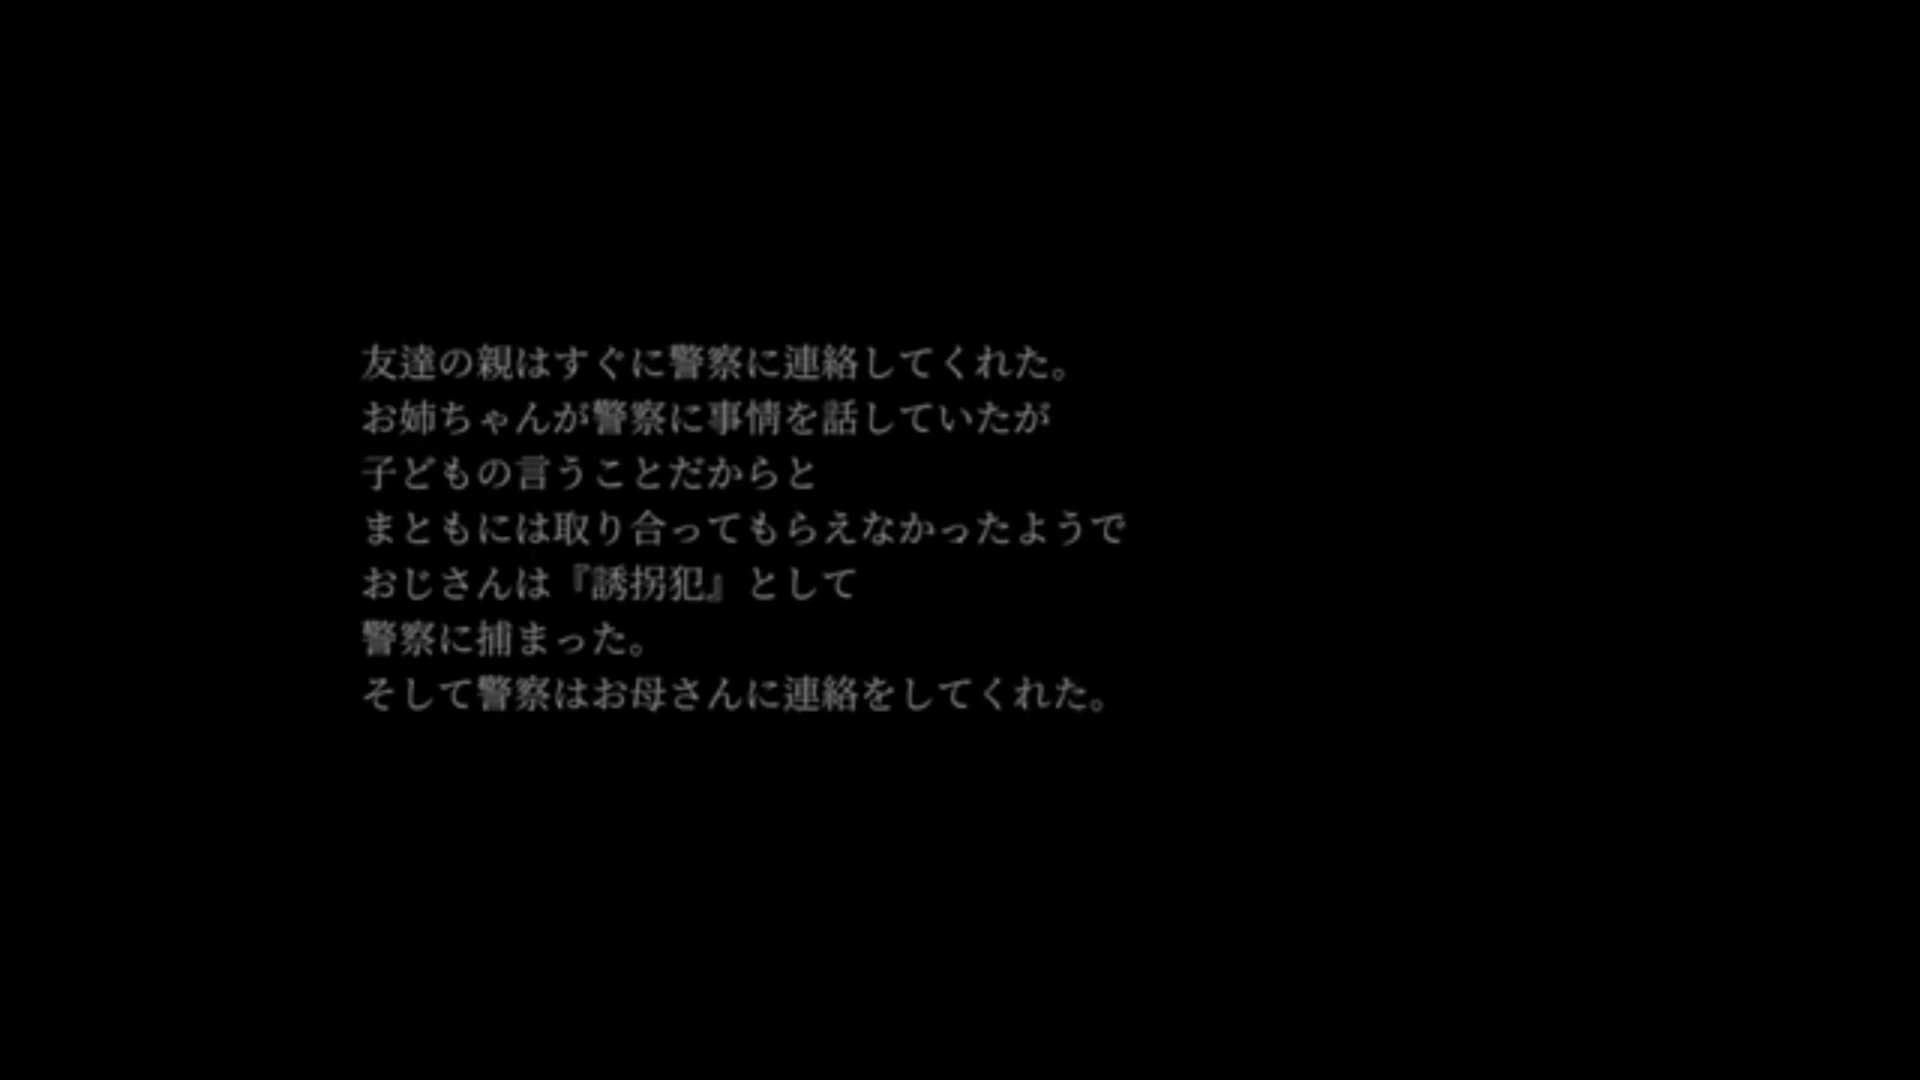 友達の親はすぐに警察に連絡してくれた。
お姉ちゃんが警察に事情を話していたが
子どもの言うことだからと
まともには取り合ってもらえなかったようで
おじさんは『誘拐犯』として
警察に捕まった。
そして警察はお母さんに連絡をしてくれた。